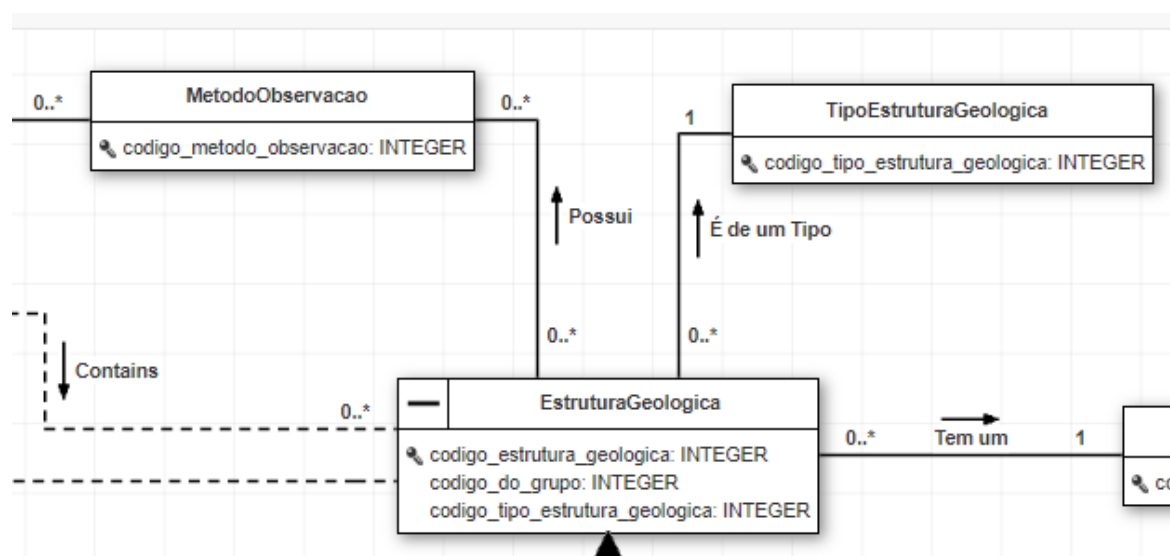 MetodoObservacao
0..*
0..*
codigo_metodo_observacao: INTEGER
TipoEstruturaGeologica
1
codigo_tipo_estrutura_geologica: INTEGER
Possui
É de um Tipo
0..*
0..*
Contains
0..*
EstruturaGeologica
codigo_estrutura_geologica: INTEGER
codigo_do_grupo: INTEGER
codigo_tipo_estrutura_geologica: INTEGER
0..*
Tem um
1